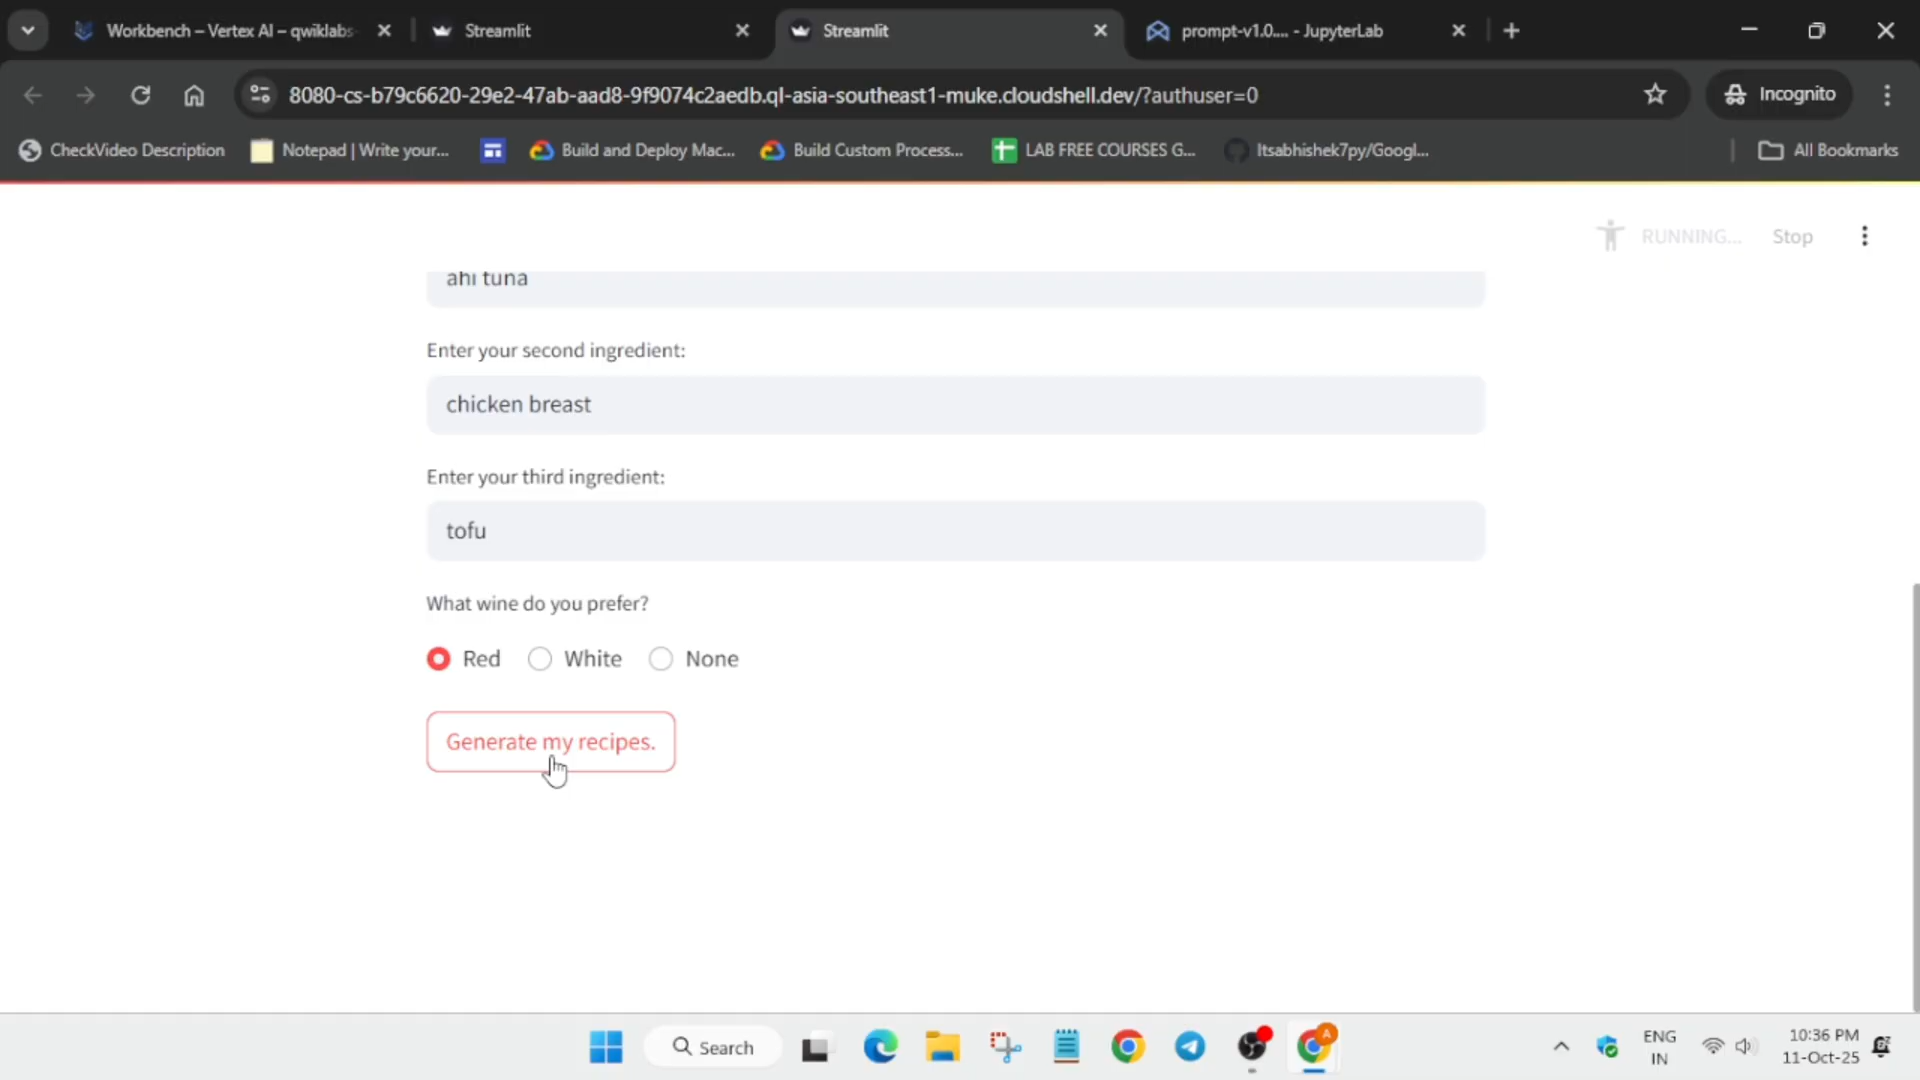 Workbench – Vertex AI – qwiklabs
Streamlit
Streamlit
prompt-v1.0.... - JupyterLab
8080-cs-b79c6620-29e2-47ab-aad8-9f9074c2aedb.ql-asia-southeast1-muke.cloudshell.dev/?authuser=0
Incognito
CheckVideo Description
Notepad | Write your...
Build and Deploy Mac...
Build Custom Process...
LAB FREE COURSES G...
Itsabhishek7py/Googl...
All Bookmarks
RUNNING...
Stop
ahi tuna
Enter your second ingredient:
chicken breast
Enter your third ingredient:
tofu
What wine do you prefer?
Red
White
None
Generate my recipes.
Search
A
ENG
IN
10:36 PM
11-Oct-25